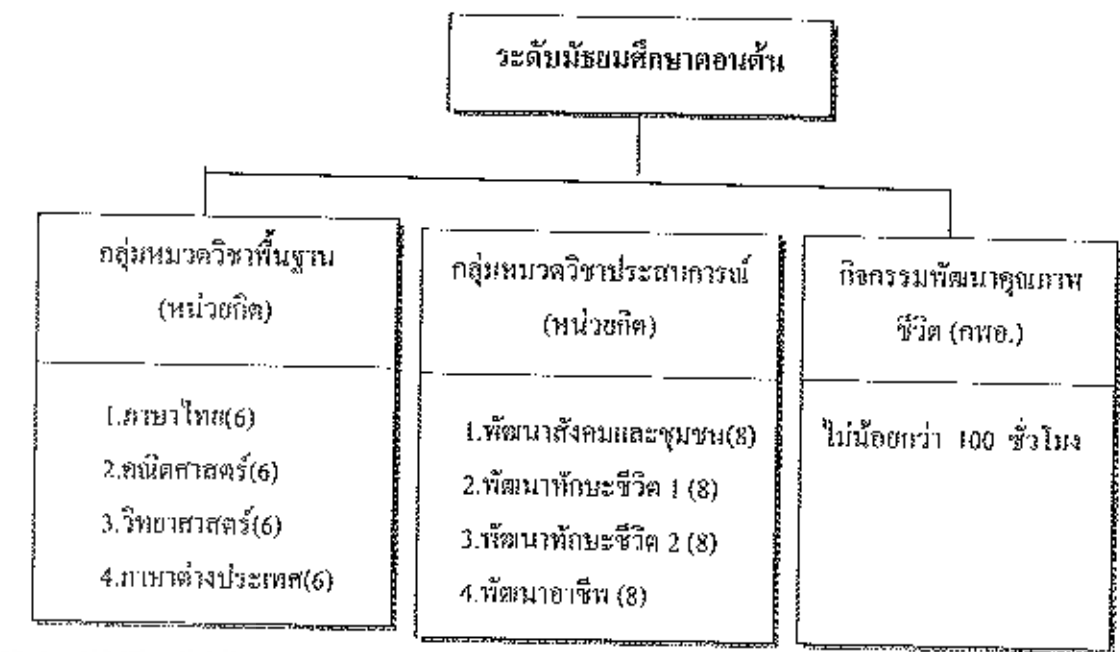 ระดับมัธยมศึกษาตอนต้น
กลุ่มหมวดวิชาพื้นฐาน
(หน่วยกิต)
1.ภาษาไทย(6)
2.คณิตศาสตร์(6)
3.วิทยาศาสตร์(6)
4.ภาษาต่างประเทศ(6)
กลุ่มหมวดวิชาประสบการณ์
(หน่วยกิต)
1.พัฒนาสังคมและชุมชน(8)
2.พัฒนาทักษะชีวิต 1 (8)
3.พัฒนาทักษะชีวิต 2 (8)
4.พัฒนาอาชีพ (8)
กิจกรรมพัฒนาคุณภาพ
ชีวิต (กพช.)
ไม่น้อยกว่า 100 ชั่วโมง